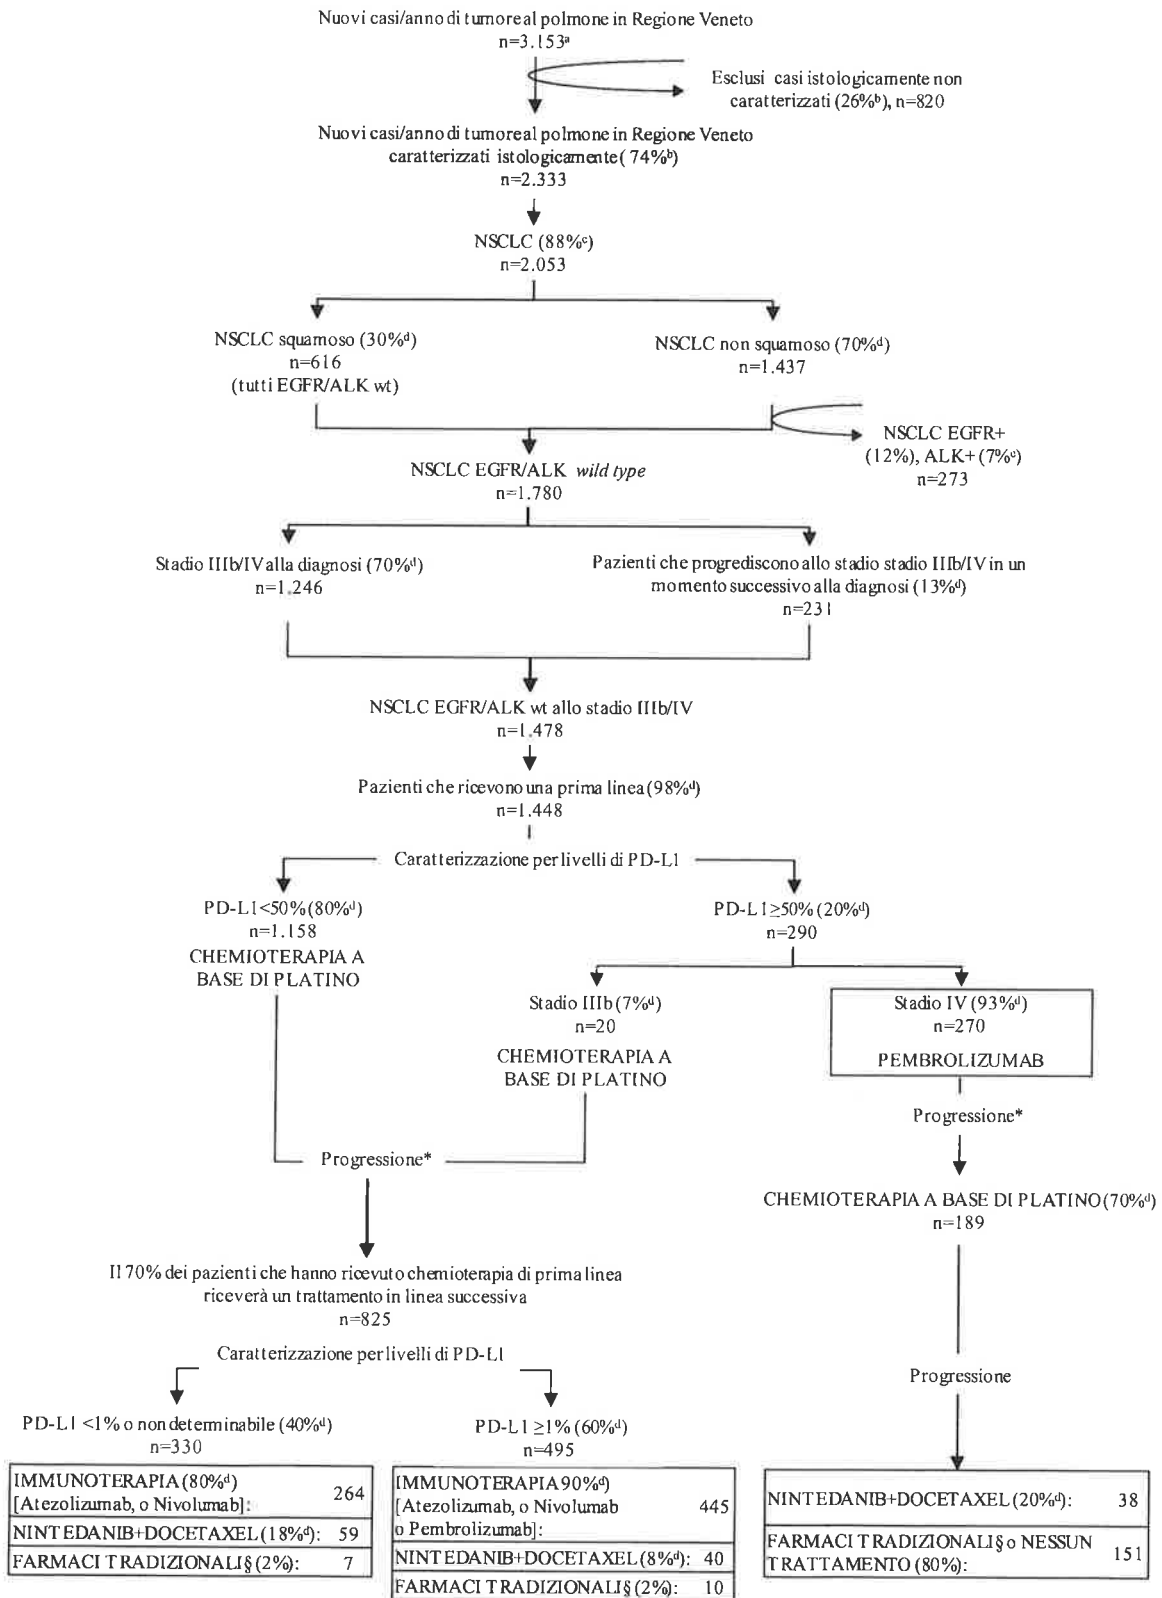 Nuovi casi/anno di tumore al polmone in Regione Veneto
n=3.153ᵃ
Esclusi casi istologicamente non
caratterizzati (26%ᵇ), n=820
Nuovi casi/anno di tumore al polmone in Regione Veneto
caratterizzati istologicamente (74%ᵇ)
n=2.333
NSCLC (88%ᶜ)
n=2.053
NSCLC squamoso (30%ᵈ)
n=616
(tutti EGFR/ALK wt)
NSCLC non squamoso (70%ᵈ)
n=1.437
NSCLC EGFR+
(12%), ALK+ (7%ᵉ)
n=273
NSCLC EGFR/ALK wild type
n=1.780
Stadio IIIb/IV alla diagnosi (70%ᵈ)
n=1.246
Pazienti che progrediscono allo stadio stadio IIIb/IV in un
momento successivo alla diagnosi (13%ᵈ)
n=231
NSCLC EGFR/ALK wt allo stadio IIIb/IV
n=1.478
Pazienti che ricevono una prima linea (98%ᵈ)
n=1.448
Caratterizzazione per livelli di PD-L1
PD-L1<50% (80%ᵈ)
n=1.158
CHEMIOTERAPIA A
BASE DI PLATINO
PD-L1≥50% (20%ᵈ)
n=290
Stadio IIIb (7%ᵈ)
n=20
CHEMIOTERAPIA A
BASE DI PLATINO
Stadio IV (93%ᵈ)
n=270
PEMBROLIZUMAB
Progressione*
Progressione*
CHEMIOTERAPIA A BASE DI PLATINO (70%ᵈ)
n=189
Il 70% dei pazienti che hanno ricevuto chemioterapia di prima linea
riceverà un trattamento in linea successiva
n=825
Caratterizzazione per livelli di PD-L1
Progressione
PD-L1 <1% o non determinabile (40%ᵈ)
n=330
PD-L1 ≥1% (60%ᵈ)
n=495
IMMUNOTERAPIA (80%ᵈ)
[Atezolizumab, o Nivolumab]: 264
NINTEDANIB+DOCETAXEL (18%ᵈ): 59
FARMACI TRADIZIONALI§ (2%): 7
IMMUNOTERAPIA 90%ᵈ)
[Atezolizumab, o Nivolumab
o Pembrolizumab]: 445
NINTEDANIB+DOCETAXEL (8%ᵈ): 40
FARMACI TRADIZIONALI§ (2%): 10
NINTEDANIB+DOCETAXEL (20%ᵈ): 38
FARMACI TRADIZIONALI§ o NESSUN
TRATTAMENTO (80%): 151